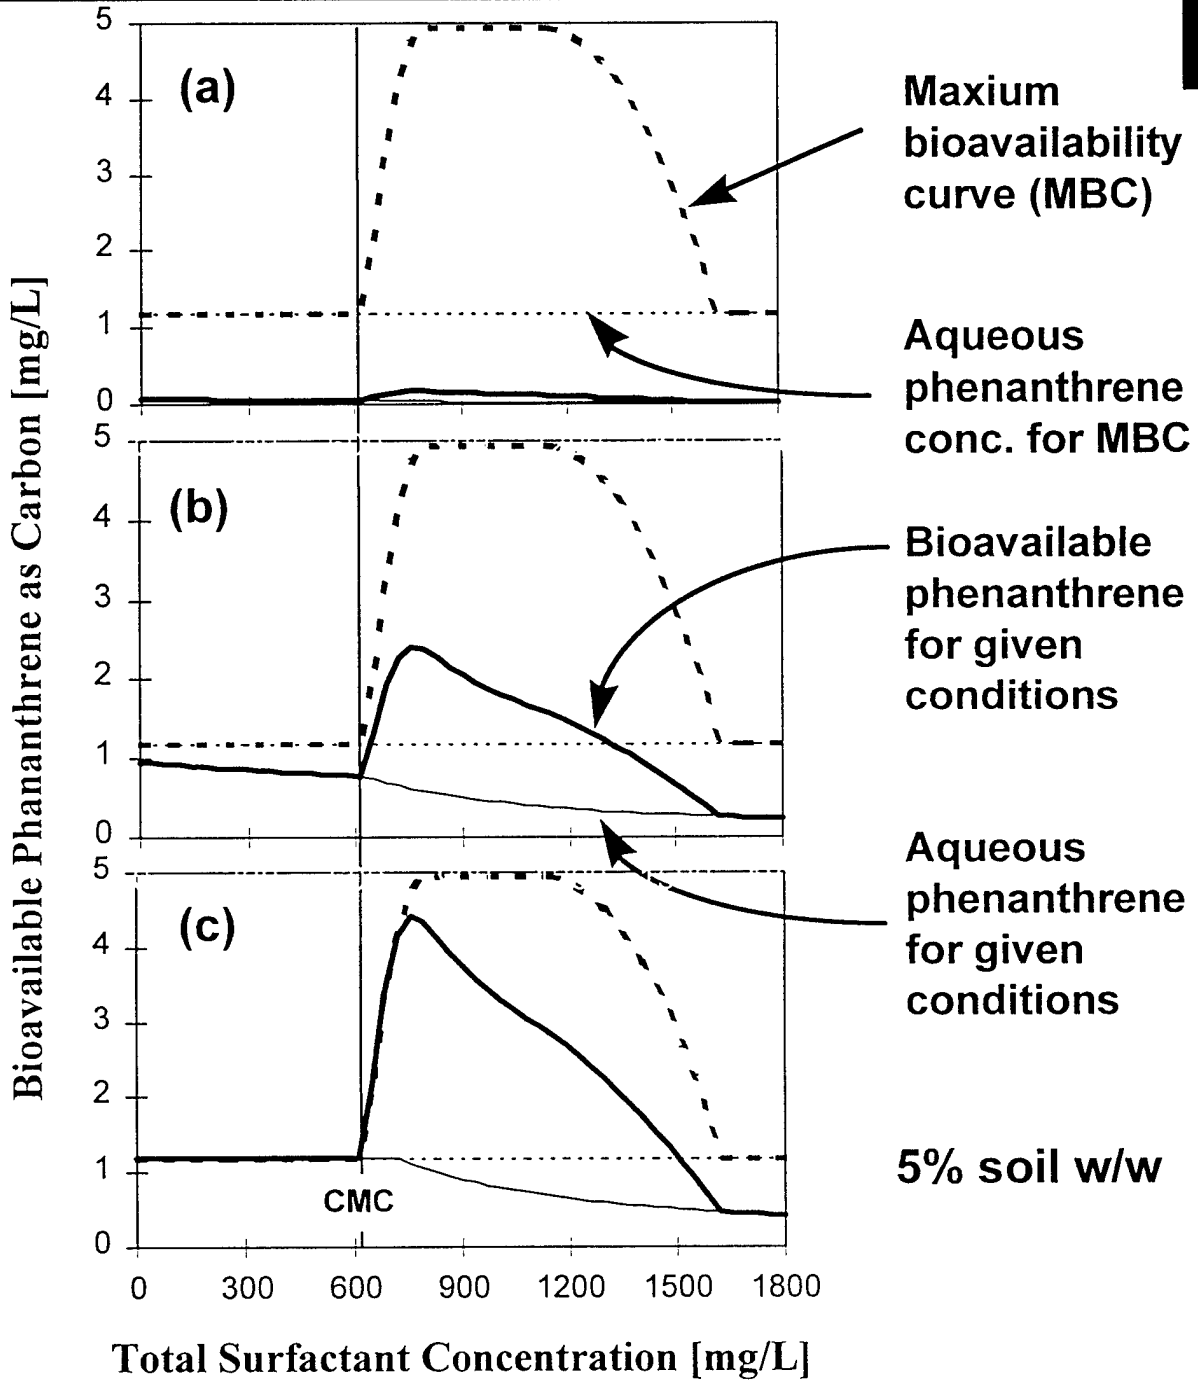 Bioavailable Phananthrene as Carbon [mg/L]
5
4
3
2
1
0
(a)
Maxium
bioavailability
curve (MBC)
Aqueous
phenanthrene
conc. for MBC
5
4
3
2
1
0
(b)
Bioavailable
phenanthrene
for given
conditions
Aqueous
phenanthrene
for given
conditions
5
4
3
2
1
0
(c)
CMC
5% soil w/w
0 300 600 900 1200 1500 1800
Total Surfactant Concentration [mg/L]